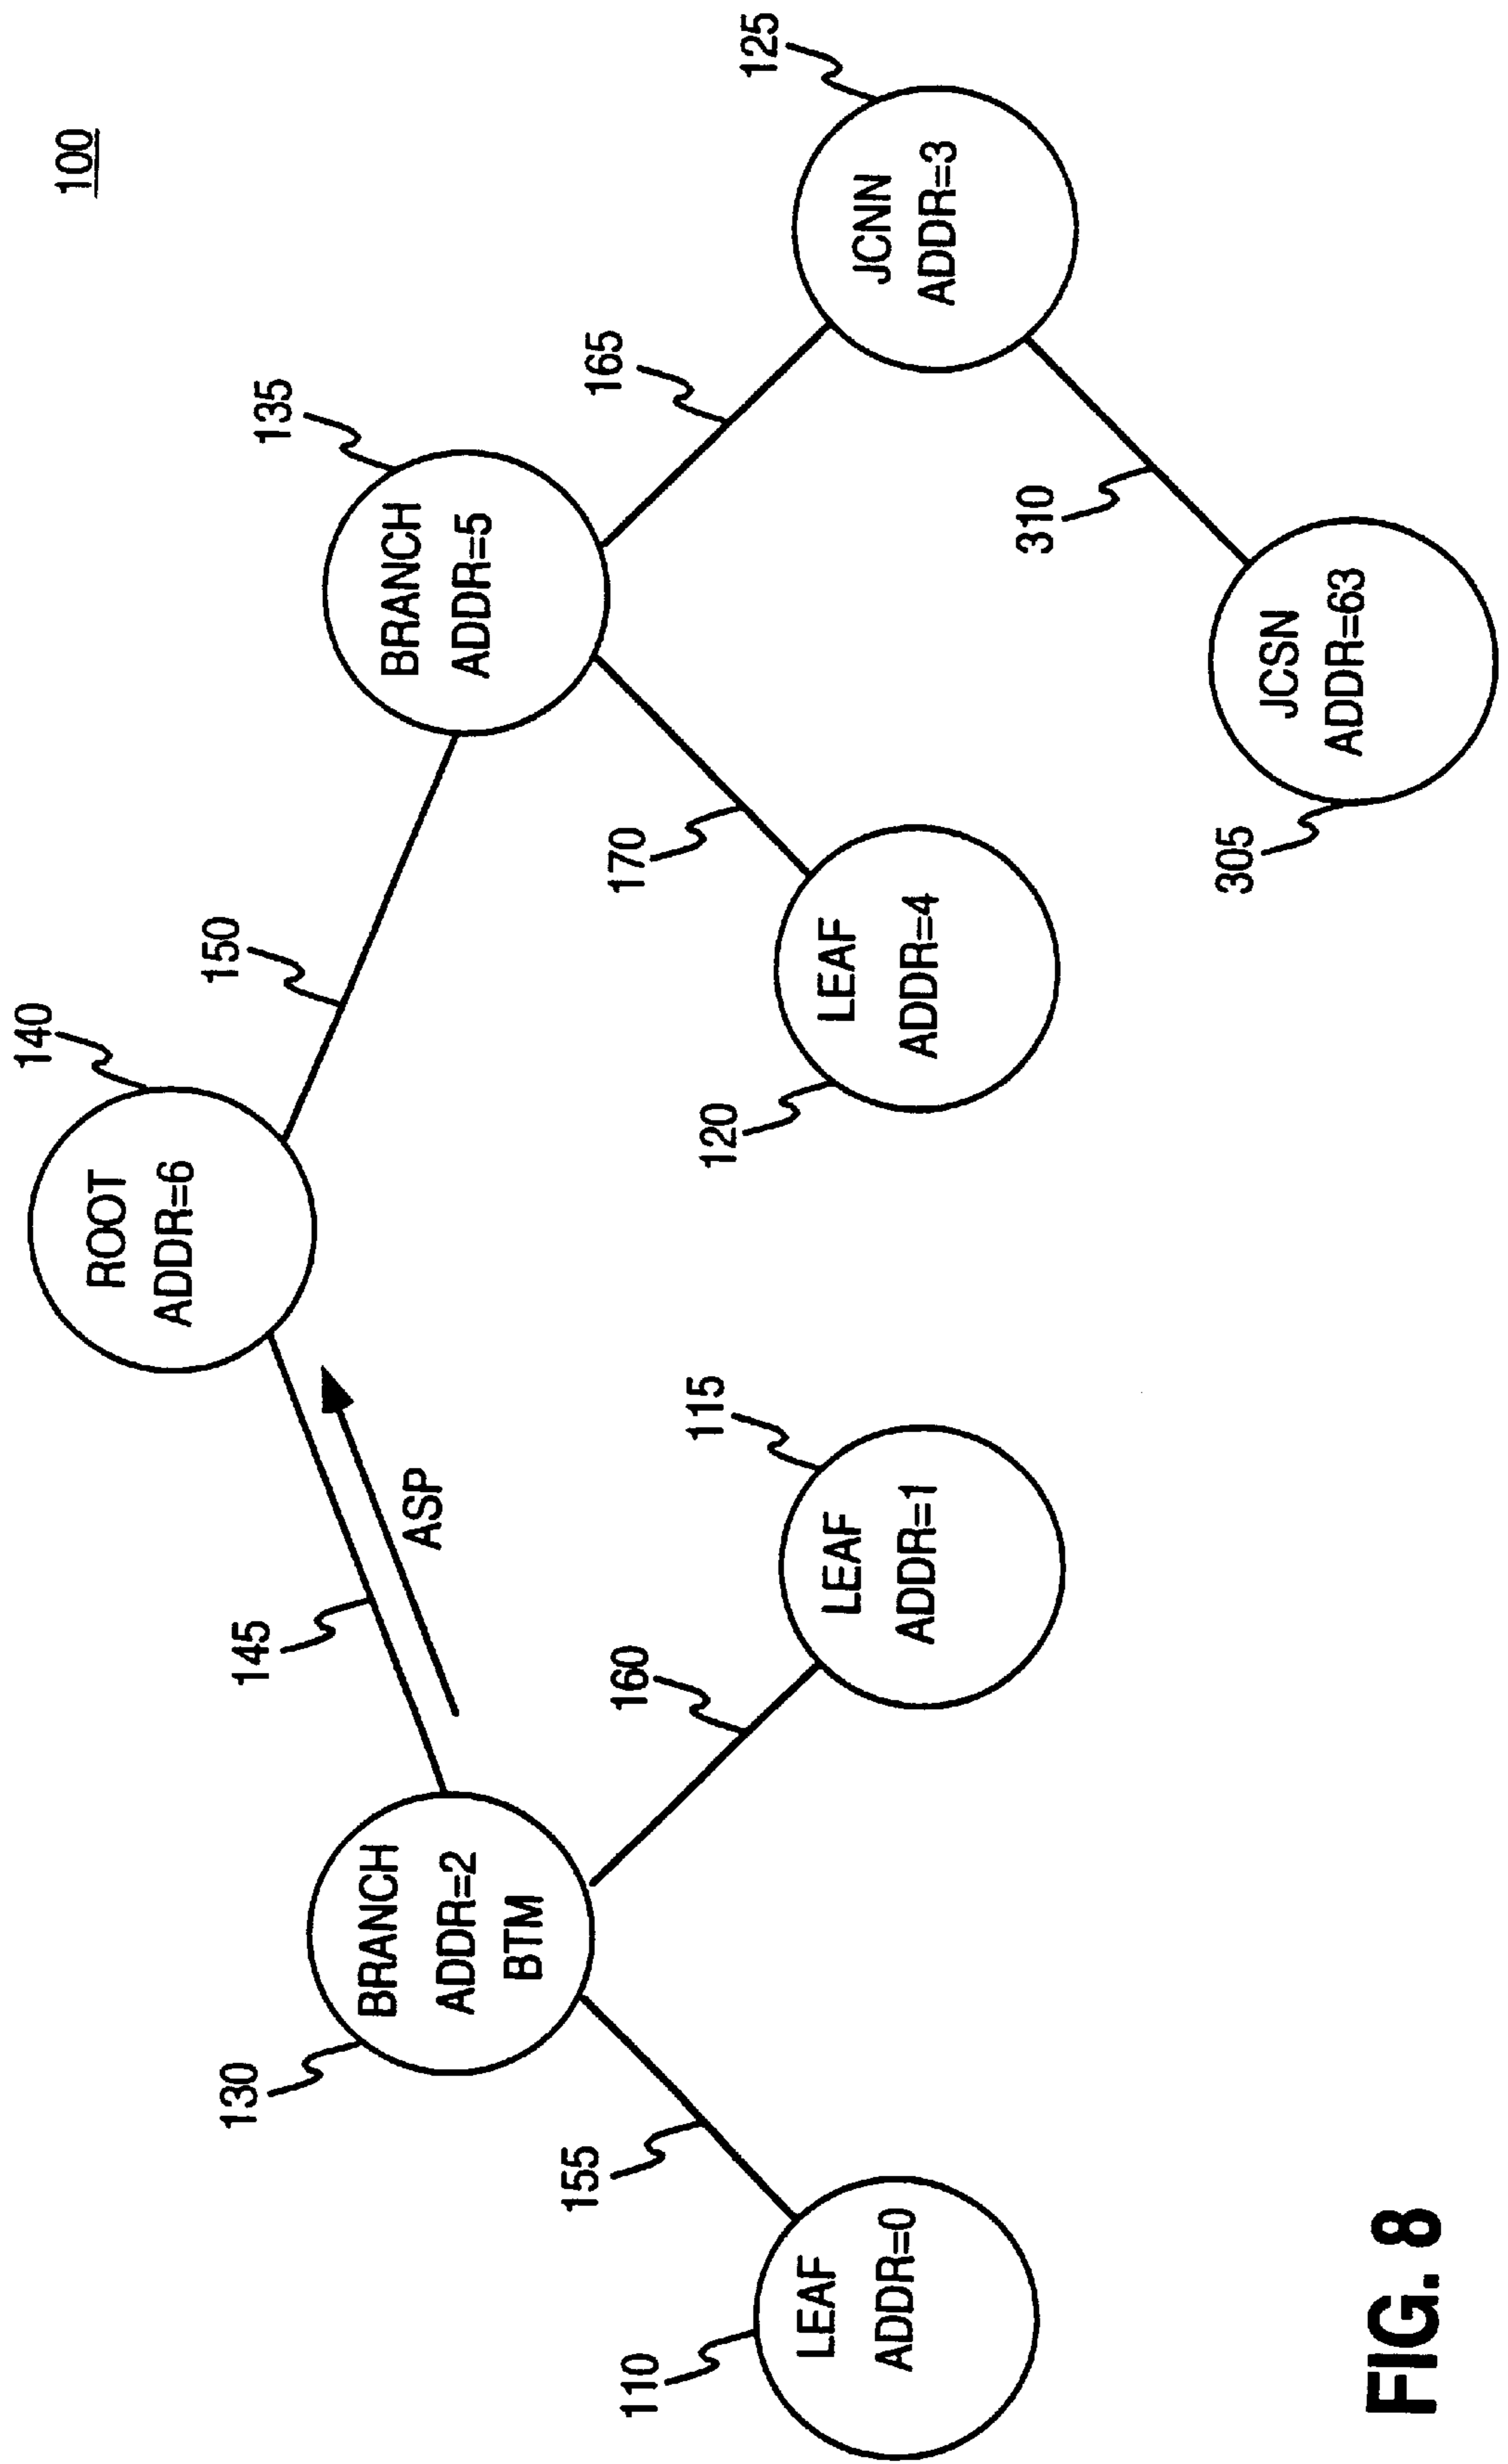 100
140
ROOT
ADDR=6
145
150
ASP
130
BRANCH
ADDR=2
BTM
135
BRANCH
ADDR=5
155
160
170
165
110
LEAF
ADDR=0
115
LEAF
ADDR=1
120
LEAF
ADDR=4
125
JCNN
ADDR=3
310
305
JCSN
ADDR=63
FIG. 8